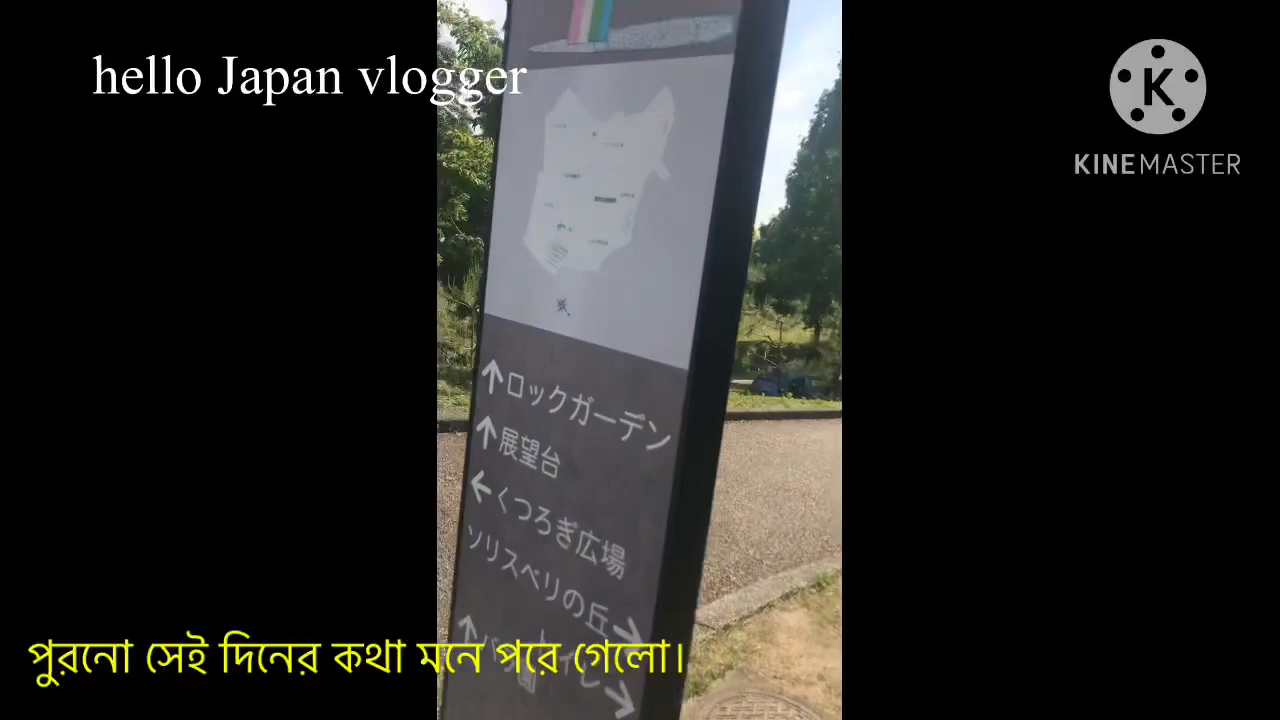 hello Japan vlogger
K
KINEMASTER
↑ロックガーデン
↑展望台
←くつろぎ広場
ソリスベリの丘→
পুরনো সেই দিনের কথা মনে পরে গেলো।